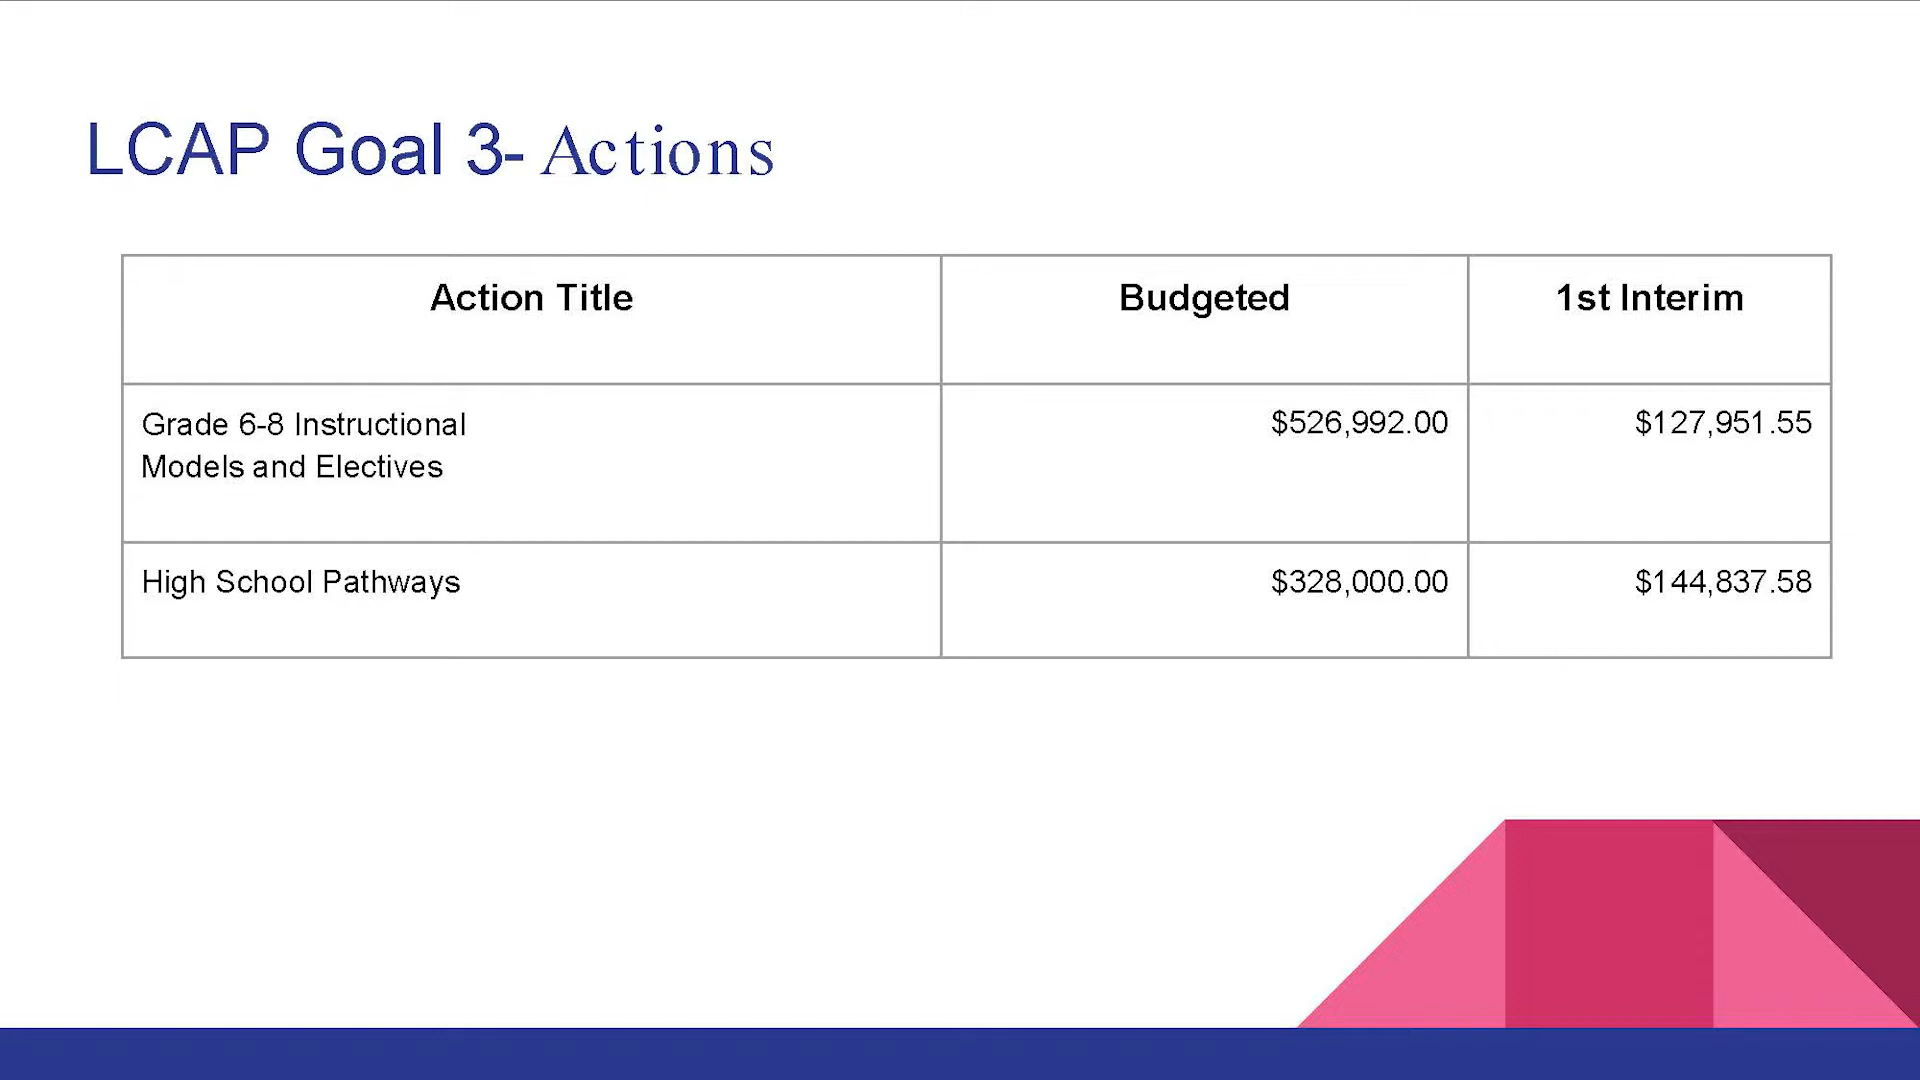 LCAP Goal 3- Actions
Action Title
Budgeted
1st Interim
Grade 6-8 Instructional
Models and Electives
$526,992.00
$127,951.55
High School Pathways
$328,000.00
$144,837.58